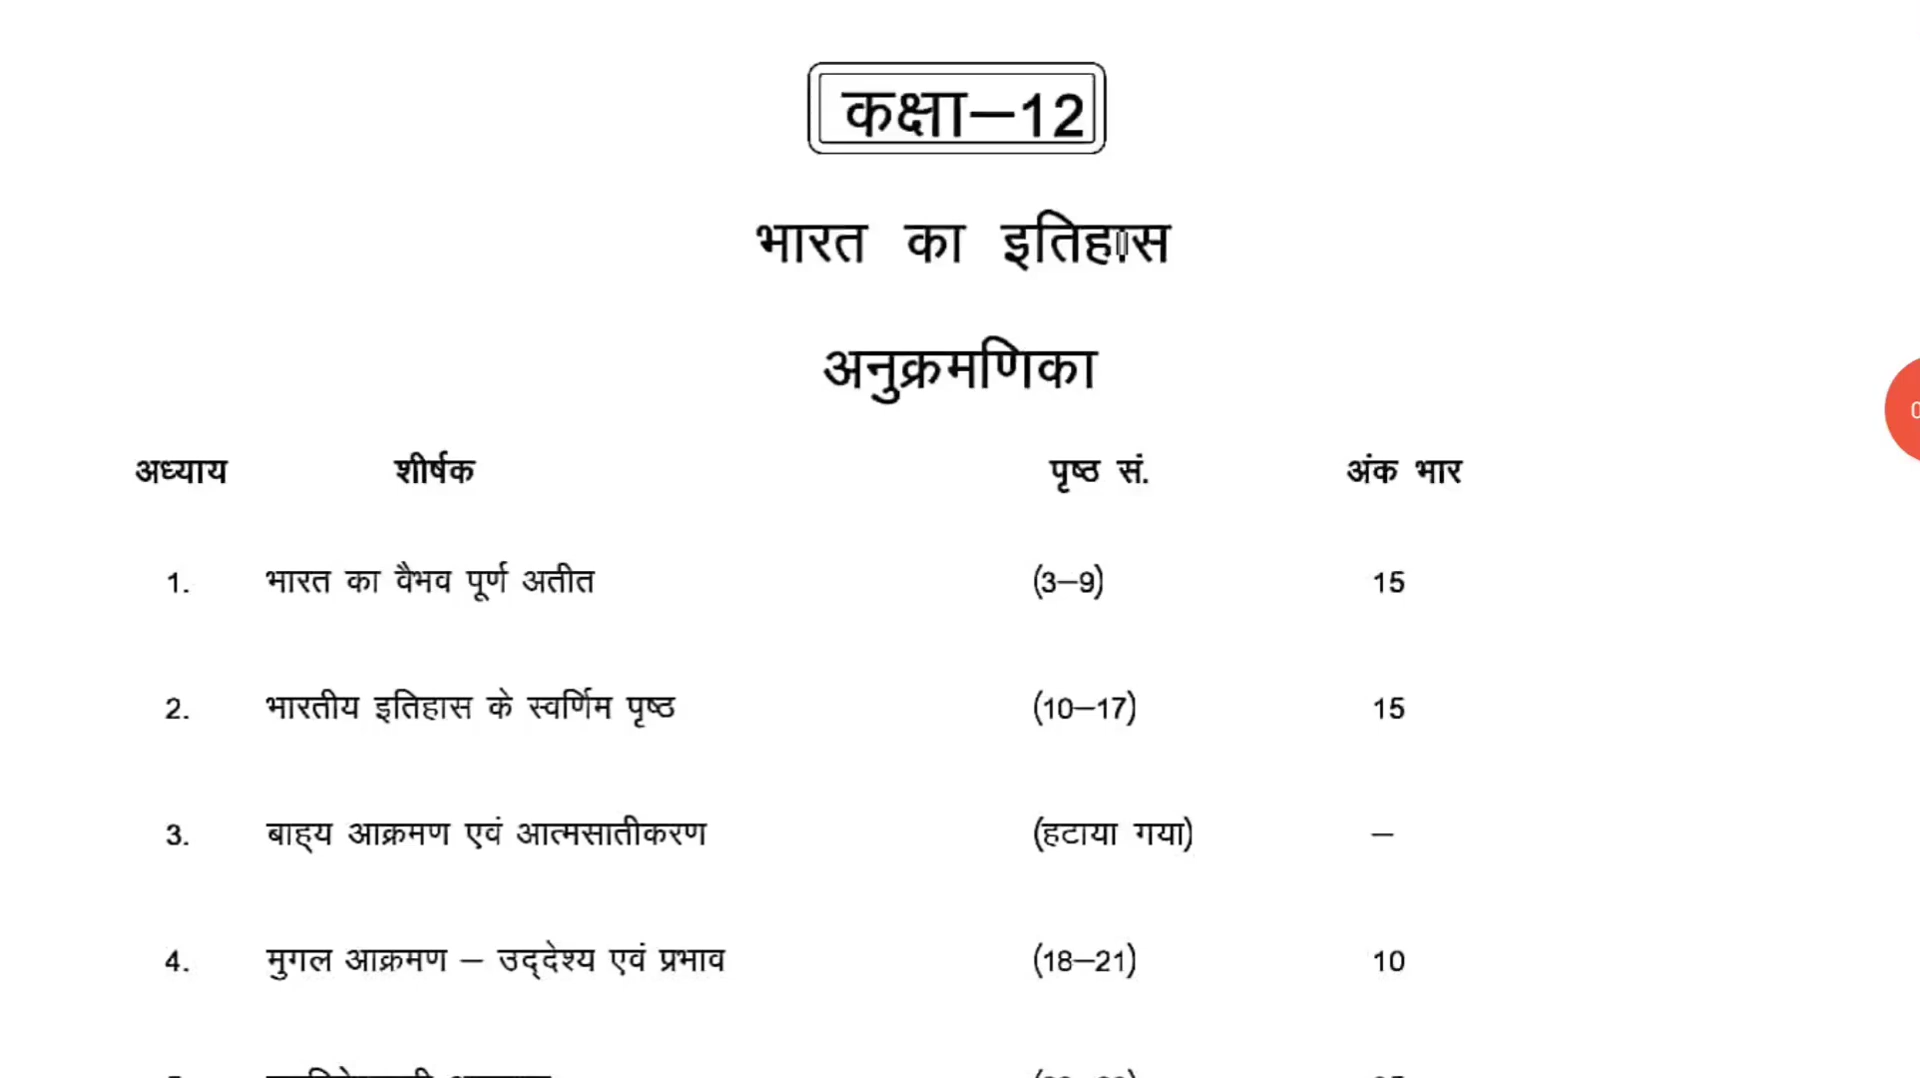 कक्षा–12
भारत का इतिहास
अनुक्रमणिका
अध्याय शीर्षक पृष्ठ सं. अंक भार
1. भारत का वैभव पूर्ण अतीत (3–9) 15
2. भारतीय इतिहास के स्वर्णिम पृष्ठ (10–17) 15
3. बाह्य आक्रमण एवं आत्मसातीकरण (हटाया गया) –
4. मुगल आक्रमण – उद्देश्य एवं प्रभाव (18–21) 10